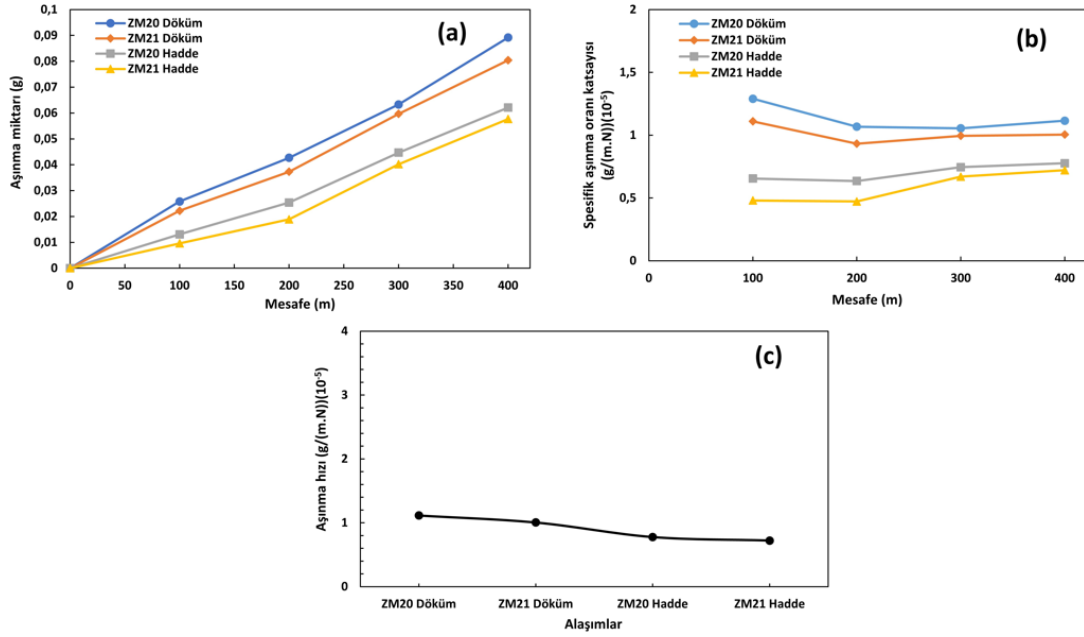 (a)
ZM20 Döküm
ZM21 Döküm
ZM20 Hadde
ZM21 Hadde
Aşınma miktarı (g)
0,1
0,09
0,08
0,07
0,06
0,05
0,04
0,03
0,02
0,01
0
0 50 100 150 200 250 300 350 400
Mesafe (m)
(b)
ZM20 Döküm
ZM21 Döküm
ZM20 Hadde
ZM21 Hadde
Spesifik aşınma oranı katsayısı
(g/(m.N))(10⁻⁵)
2
1,5
1
0,5
0
0 100 200 300 400
Mesafe (m)
(c)
Aşınma hızı (g/(m.N))(10⁻⁵)
4
3
2
1
0
ZM20 Döküm ZM21 Döküm ZM20 Hadde ZM21 Hadde
Alaşımlar